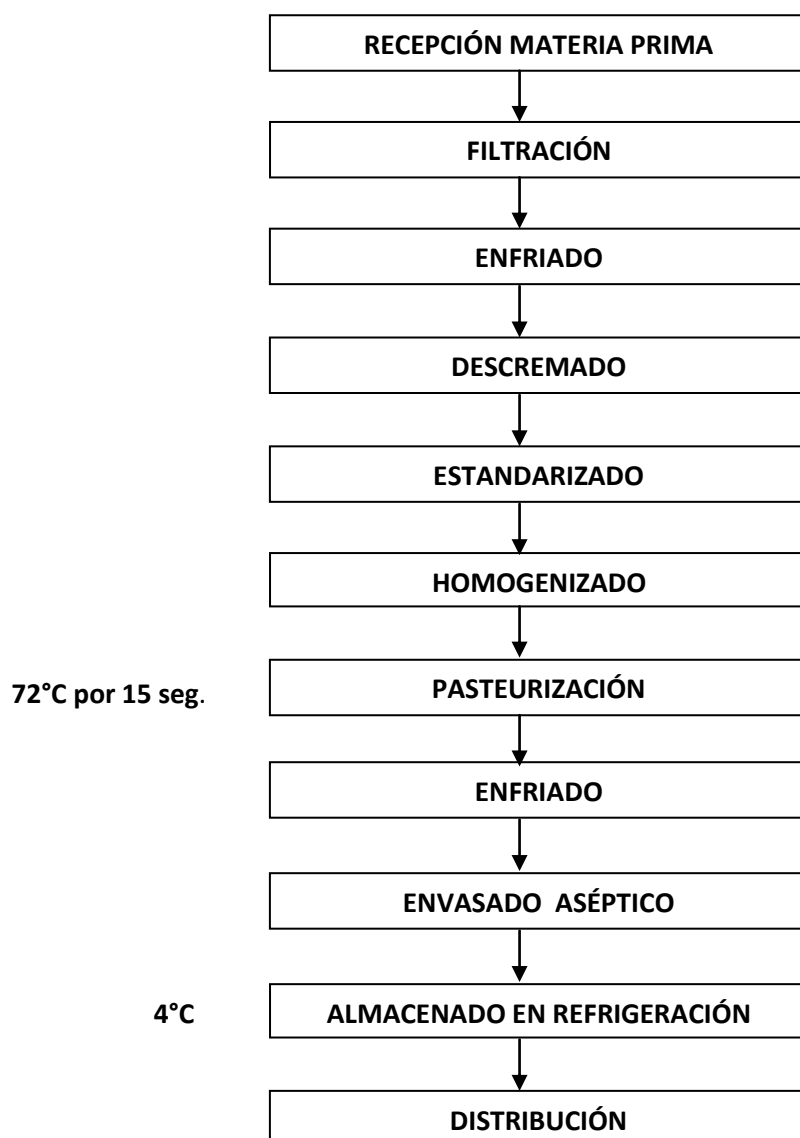 RECEPCIÓN MATERIA PRIMA
FILTRACIÓN
ENFRIADO
DESCREMADO
ESTANDARIZADO
HOMOGENIZADO
72°C por 15 seg.
PASTEURIZACIÓN
ENFRIADO
ENVASADO ASÉPTICO
4°C
ALMACENADO EN REFRIGERACIÓN
DISTRIBUCIÓN